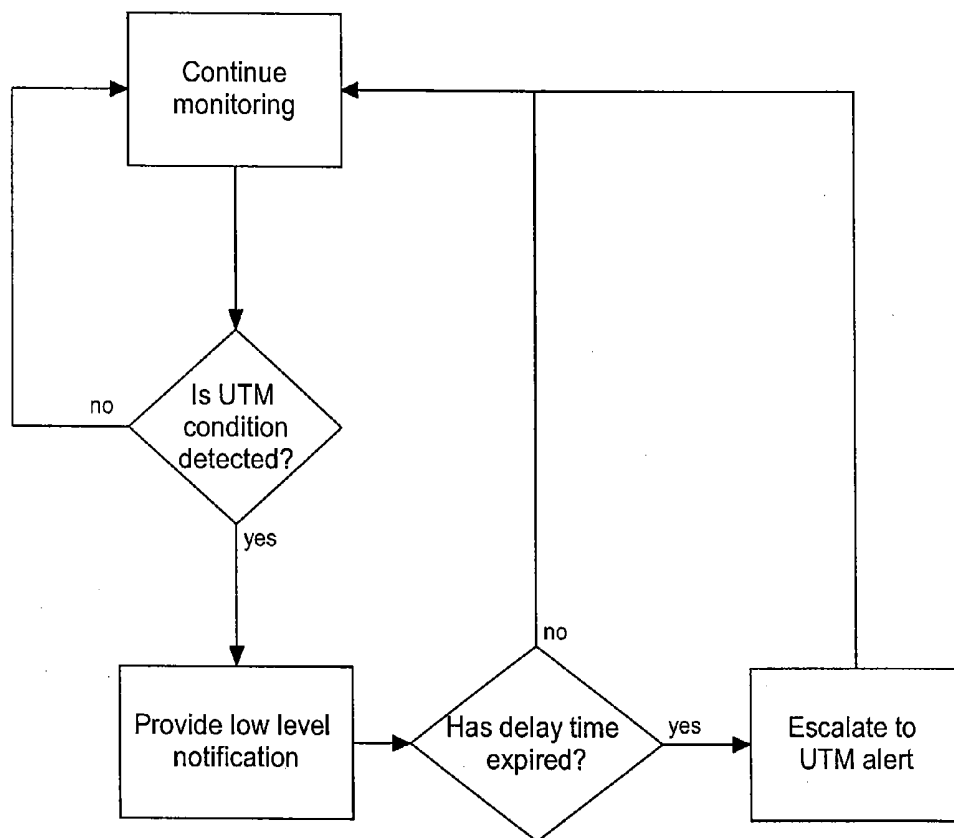 Continue
monitoring
Is UTM
condition
detected?
no
yes
Provide low level
notification
Has delay time
expired?
no
yes
Escalate to
UTM alert